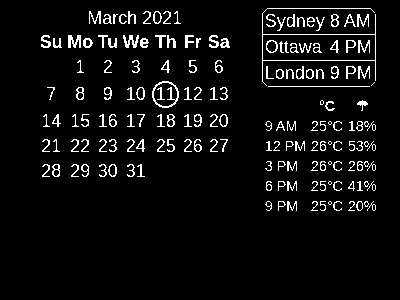 March 2021
Su Mo Tu We Th Fr Sa
1 2 3 4 5 6
7 8 9 10 11 12 13
14 15 16 17 18 19 20
21 22 23 24 25 26 27
28 29 30 31
Sydney 8 AM
Ottawa 4 PM
London 9 PM
°C
9 AM 25°C 18%
12 PM 26°C 53%
3 PM 26°C 26%
6 PM 25°C 41%
9 PM 25°C 20%